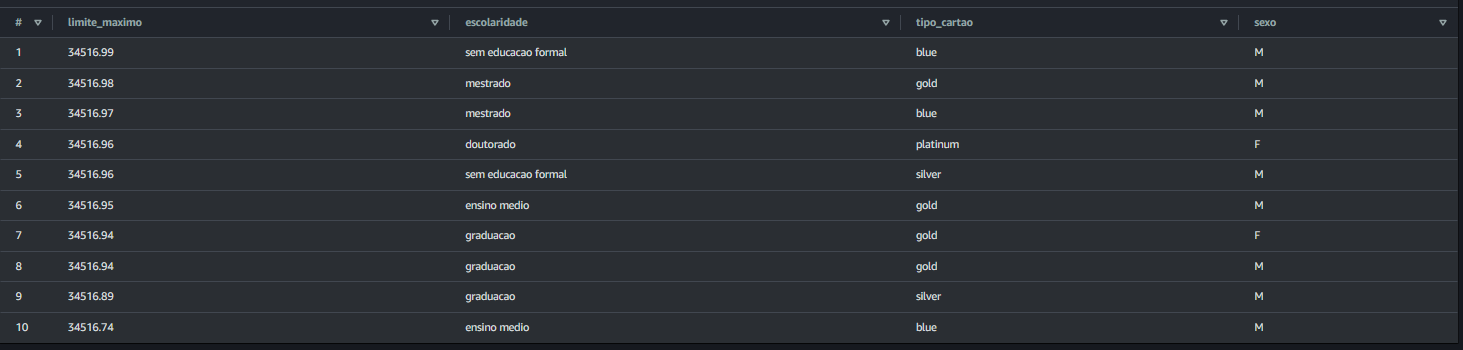 # limite_maximo escolaridade tipo_cartao sexo
1 34516.99 sem educacao formal blue M
2 34516.98 mestrado gold M
3 34516.97 mestrado blue M
4 34516.96 doutorado platinum F
5 34516.96 sem educacao formal silver M
6 34516.95 ensino medio gold M
7 34516.94 graduacao gold F
8 34516.94 graduacao gold M
9 34516.89 graduacao silver M
10 34516.74 ensino medio blue M